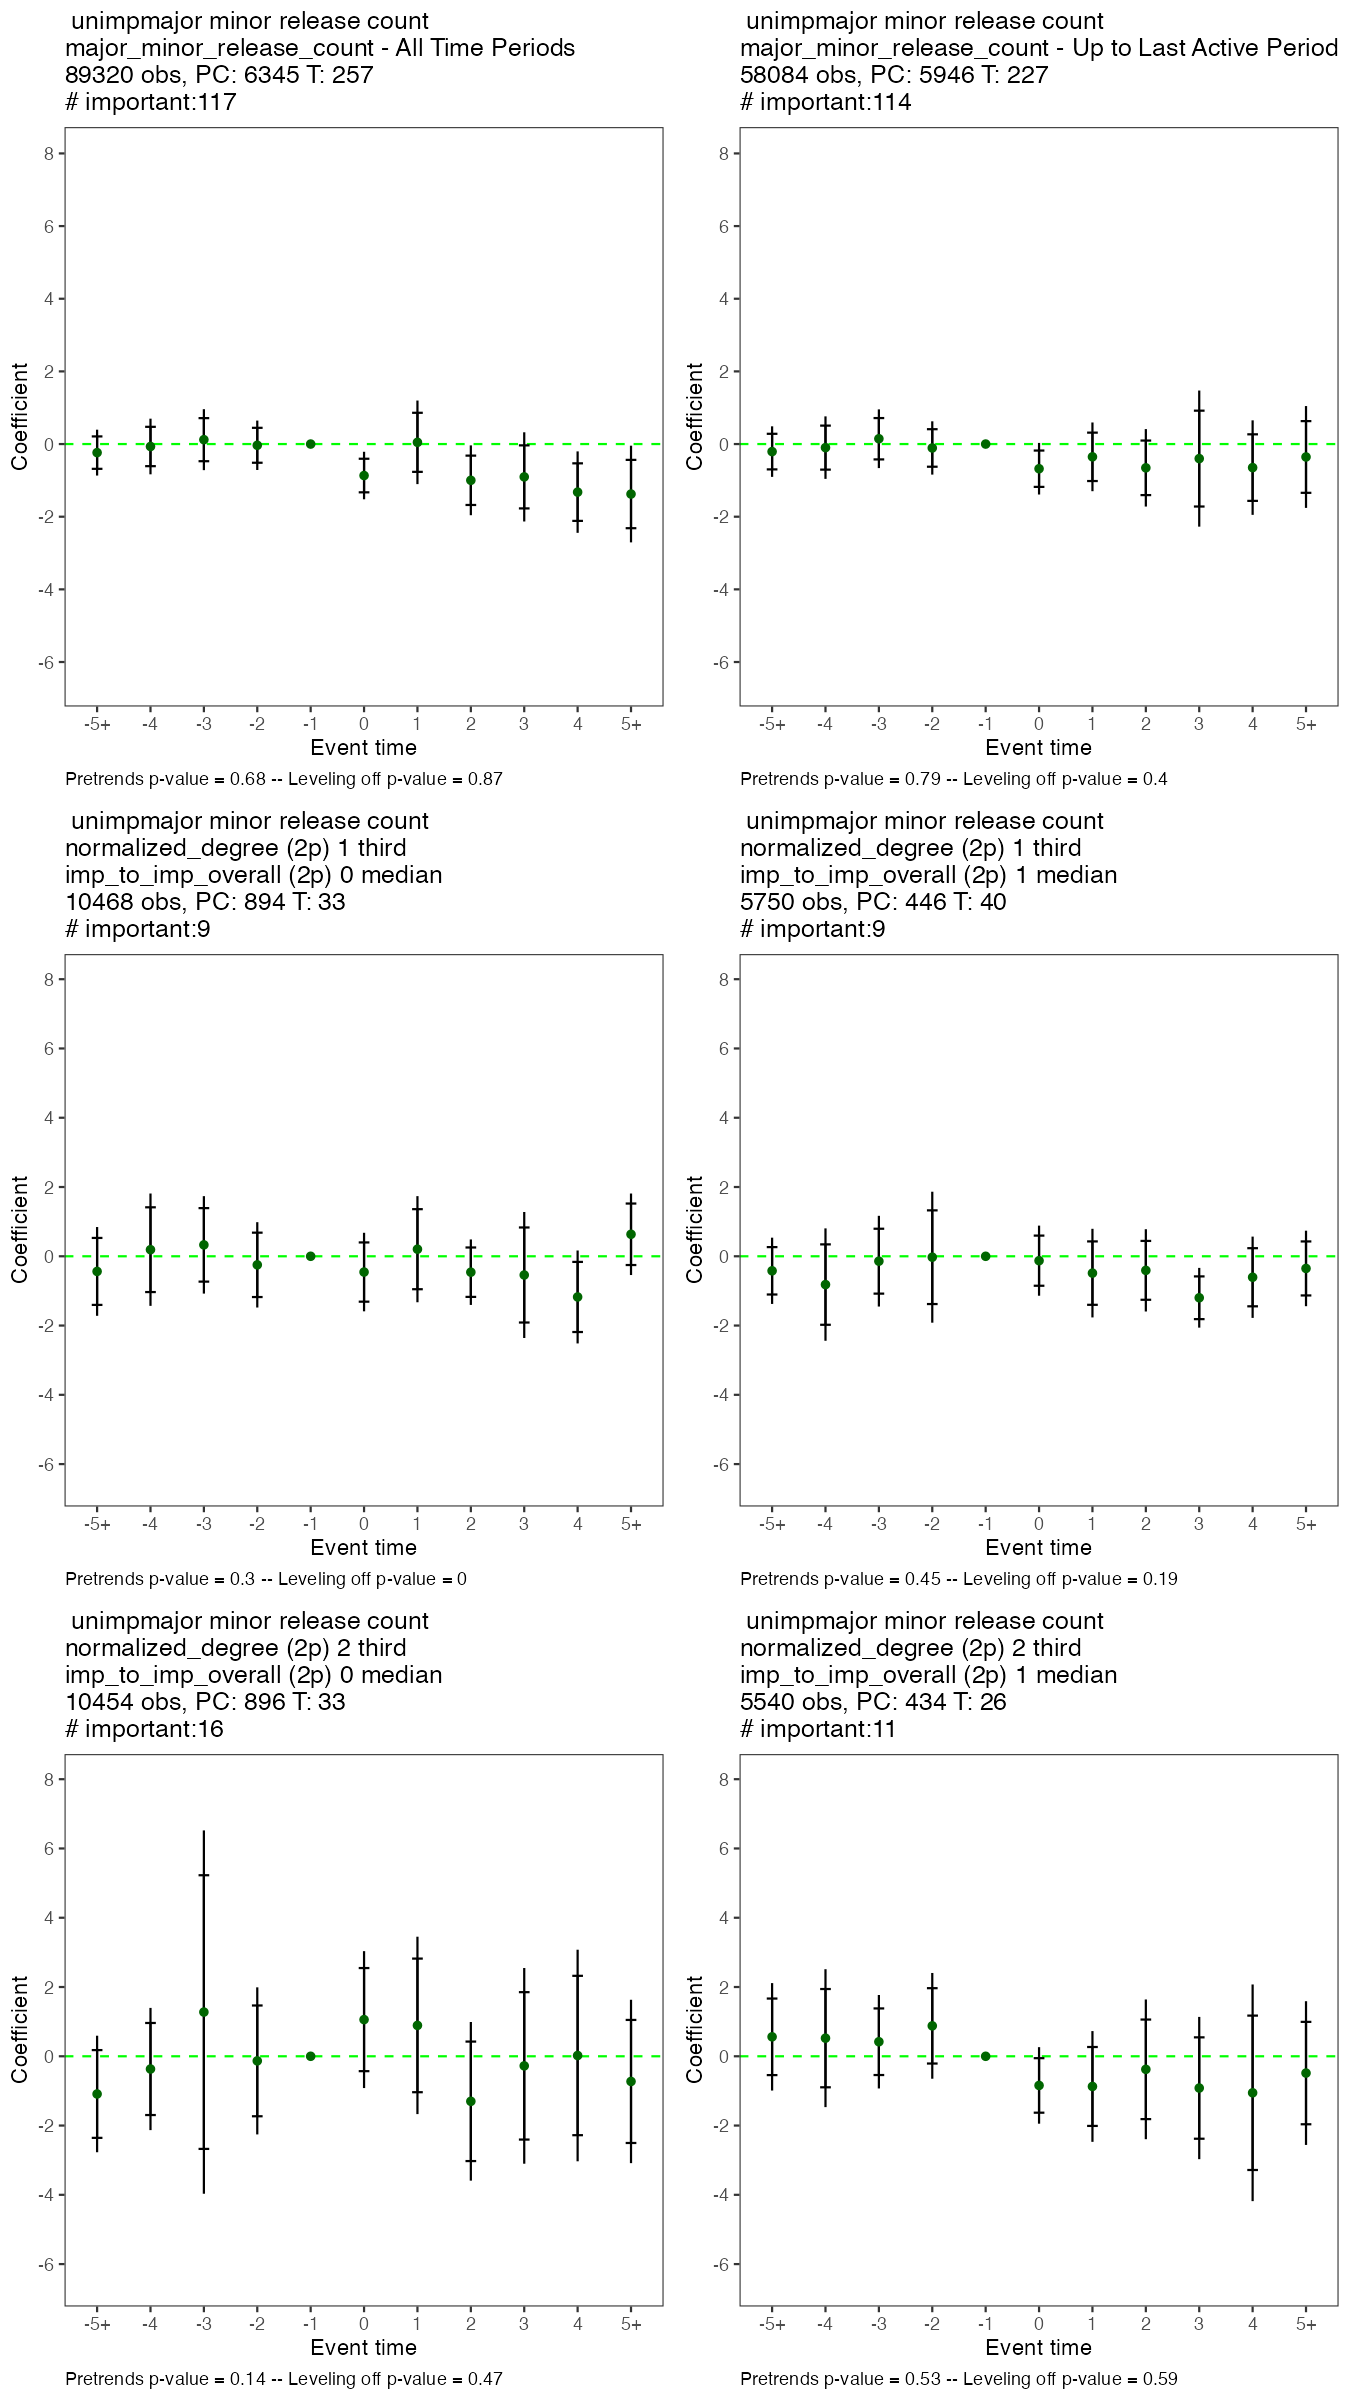 unimpmajor minor release count
major_minor_release_count - All Time Periods
89320 obs, PC: 6345 T: 257
# important:117
8
6
4
2
0
-2
-4
-6
Coefficient
-5+ -4 -3 -2 -1 0 1 2 3 4 5+
Event time
Pretrends p-value = 0.68 -- Leveling off p-value = 0.87
unimpmajor minor release count
major_minor_release_count - Up to Last Active Period
58084 obs, PC: 5946 T: 227
# important:114
8
6
4
2
0
-2
-4
-6
Coefficient
-5+ -4 -3 -2 -1 0 1 2 3 4 5+
Event time
Pretrends p-value = 0.79 -- Leveling off p-value = 0.4
unimpmajor minor release count
normalized_degree (2p) 1 third
imp_to_imp_overall (2p) 0 median
10468 obs, PC: 894 T: 33
# important:9
8
6
4
2
0
-2
-4
-6
Coefficient
-5+ -4 -3 -2 -1 0 1 2 3 4 5+
Event time
Pretrends p-value = 0.3 -- Leveling off p-value = 0
unimpmajor minor release count
normalized_degree (2p) 1 third
imp_to_imp_overall (2p) 1 median
5750 obs, PC: 446 T: 40
# important:9
8
6
4
2
0
-2
-4
-6
Coefficient
-5+ -4 -3 -2 -1 0 1 2 3 4 5+
Event time
Pretrends p-value = 0.45 -- Leveling off p-value = 0.19
unimpmajor minor release count
normalized_degree (2p) 2 third
imp_to_imp_overall (2p) 0 median
10454 obs, PC: 896 T: 33
# important:16
8
6
4
2
0
-2
-4
-6
Coefficient
-5+ -4 -3 -2 -1 0 1 2 3 4 5+
Event time
Pretrends p-value = 0.14 -- Leveling off p-value = 0.47
unimpmajor minor release count
normalized_degree (2p) 2 third
imp_to_imp_overall (2p) 1 median
5540 obs, PC: 434 T: 26
# important:11
8
6
4
2
0
-2
-4
-6
Coefficient
-5+ -4 -3 -2 -1 0 1 2 3 4 5+
Event time
Pretrends p-value = 0.53 -- Leveling off p-value = 0.59